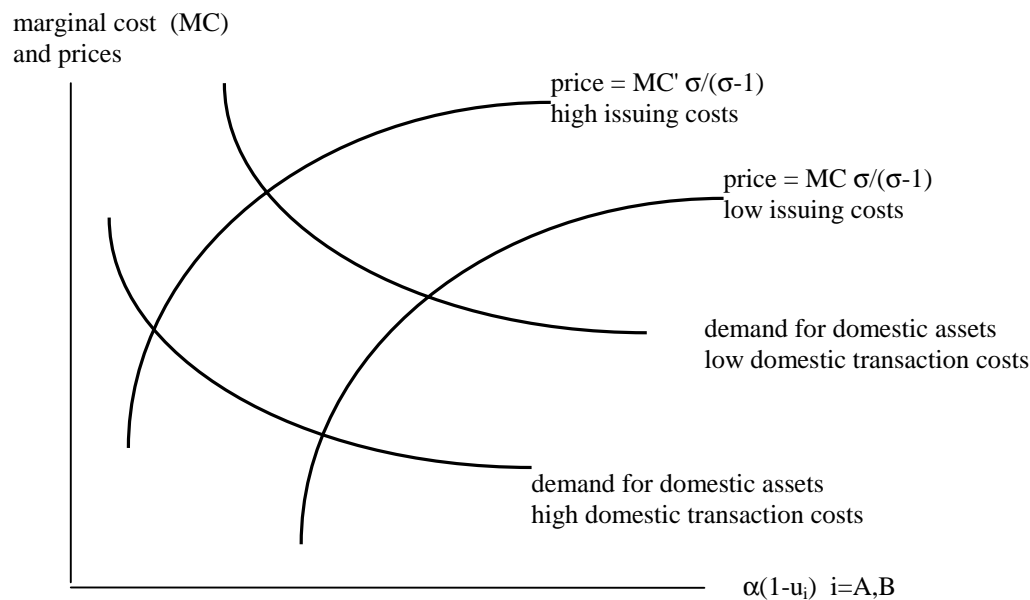 marginal cost (MC)
and prices
price = MC' σ/(σ-1)
high issuing costs
price = MC σ/(σ-1)
low issuing costs
demand for domestic assets
low domestic transaction costs
demand for domestic assets
high domestic transaction costs
α(1-uᵢ) i=A,B